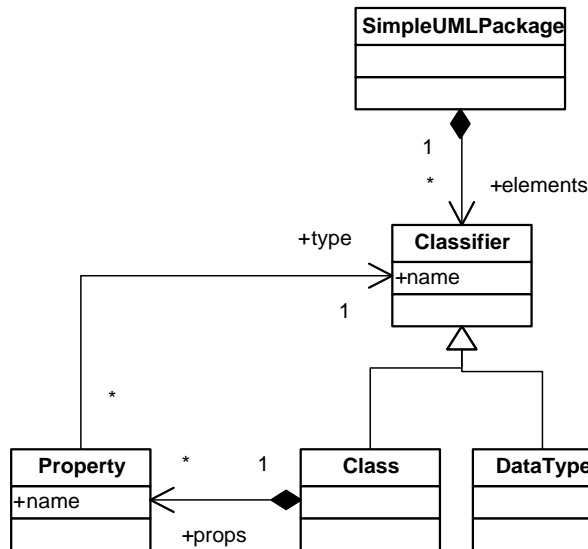 SimpleUMLPackage
1
*
+elements
+type
Classifier
+name
1
*
Property
+name
*
1
+props
Class
DataType